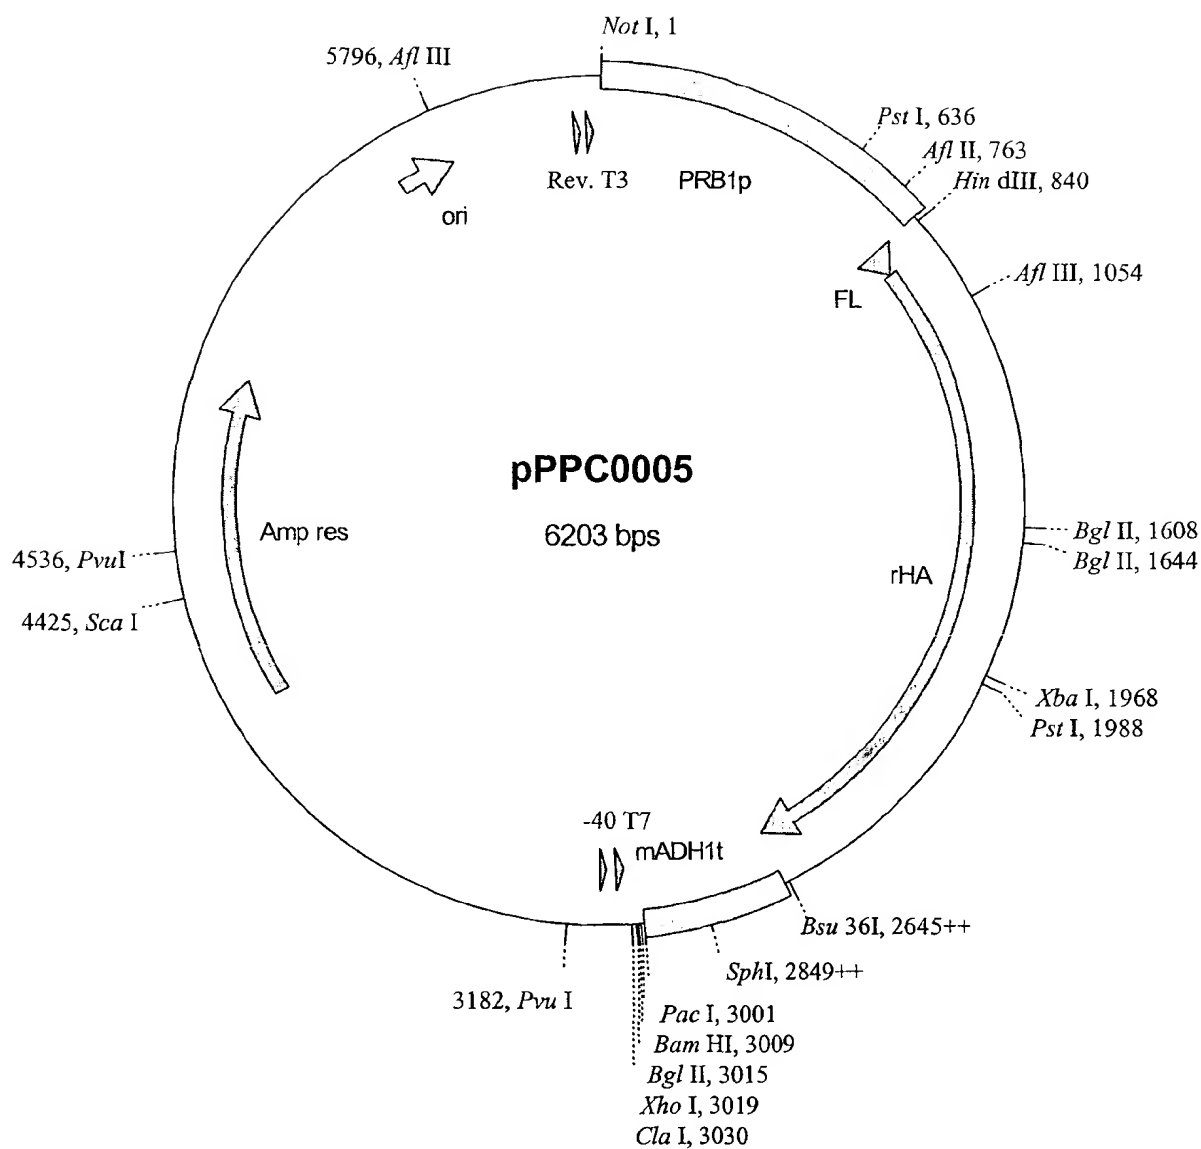 Not I, 1
5796, Afl III
Pst I, 636
Afl II, 763
Hin dIII, 840
Rev. T3
PRB1p
ori
Afl III, 1054
FL
pPPC0005
6203 bps
Amp res
Bgl II, 1608
Bgl II, 1644
4536, PvuI
rHA
4425, Sca I
Xba I, 1968
Pst I, 1988
-40 T7
mADH1t
Bsu 36I, 2645++
SphI, 2849++
3182, Pvu I
Pac I, 3001
Bam HI, 3009
Bgl II, 3015
Xho I, 3019
Cla I, 3030